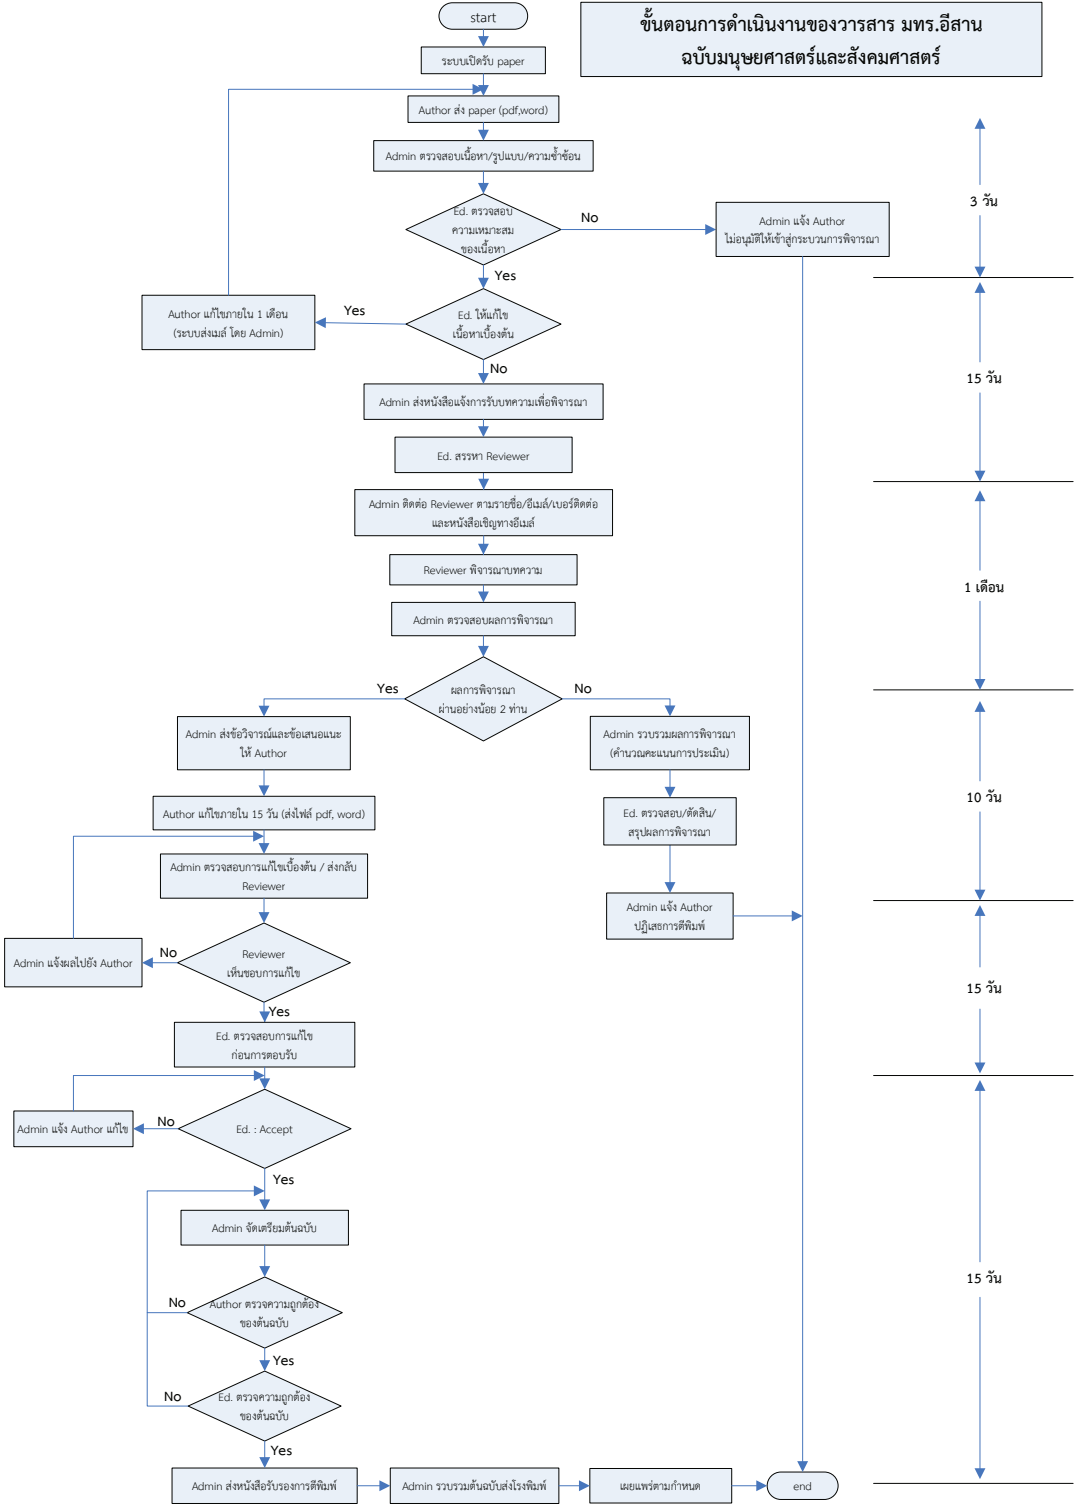 start
ขั้นตอนการดำเนินงานของวารสาร มทร.อีสาน
ฉบับมนุษยศาสตร์และสังคมศาสตร์
ระบบเปิดรับ paper
Author ส่ง paper (pdf,word)
Admin ตรวจสอบเนื้อหา/รูปแบบ/ความซ้ำซ้อน
3 วัน
Ed. ตรวจสอบ
ความเหมาะสม
ของเนื้อหา
No
Admin แจ้ง Author
ไม่อนุมัติให้เข้าสู่กระบวนการพิจารณา
Yes
Author แก้ไขภายใน 1 เดือน
(ระบบส่งเมล์ โดย Admin)
Yes
Ed. ให้แก้ไข
เนื้อหาเบื้องต้น
No
15 วัน
Admin ส่งหนังสือแจ้งการรับบทความเพื่อพิจารณา
Ed. สรรหา Reviewer
Admin ติดต่อ Reviewer ตามรายชื่อ/อีเมล์/เบอร์ติดต่อ
และหนังสือเชิญทางอีเมล์
Reviewer พิจารณาบทความ
1 เดือน
Admin ตรวจสอบผลการพิจารณา
Yes
ผลการพิจารณา
ผ่านอย่างน้อย 2 ท่าน
No
Admin ส่งข้อวิจารณ์และข้อเสนอแนะ
ให้ Author
Admin รวบรวมผลการพิจารณา
(คำนวณคะแนนการประเมิน)
10 วัน
Author แก้ไขภายใน 15 วัน (ส่งไฟล์ pdf, word)
Ed. ตรวจสอบ/ตัดสิน/
สรุปผลการพิจารณา
Admin ตรวจสอบการแก้ไขเบื้องต้น / ส่งกลับ
Reviewer
Admin แจ้ง Author
ปฏิเสธการตีพิมพ์
Admin แจ้งผลไปยัง Author
No
Reviewer
เห็นชอบการแก้ไข
15 วัน
Yes
Ed. ตรวจสอบการแก้ไข
ก่อนการตอบรับ
Admin แจ้ง Author แก้ไข
No
Ed. : Accept
Yes
Admin จัดเตรียมต้นฉบับ
15 วัน
No
Author ตรวจความถูกต้อง
ของต้นฉบับ
Yes
No
Ed. ตรวจความถูกต้อง
ของต้นฉบับ
Yes
Admin ส่งหนังสือรับรองการตีพิมพ์
Admin รวบรวมต้นฉบับส่งโรงพิมพ์
เผยแพร่ตามกำหนด
end